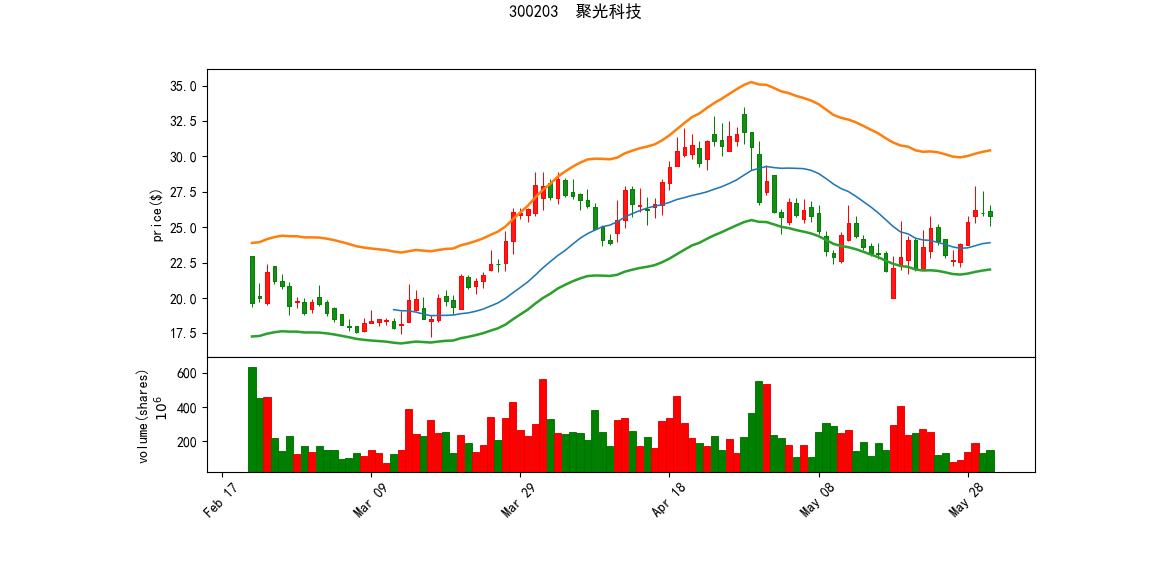 300203  聚光科技
price($)
35.0
32.5
30.0
27.5
25.0
22.5
20.0
17.5
volume(shares)
10^6
600
400
200
Feb 17
Mar 09
Mar 29
Apr 18
May 08
May 28